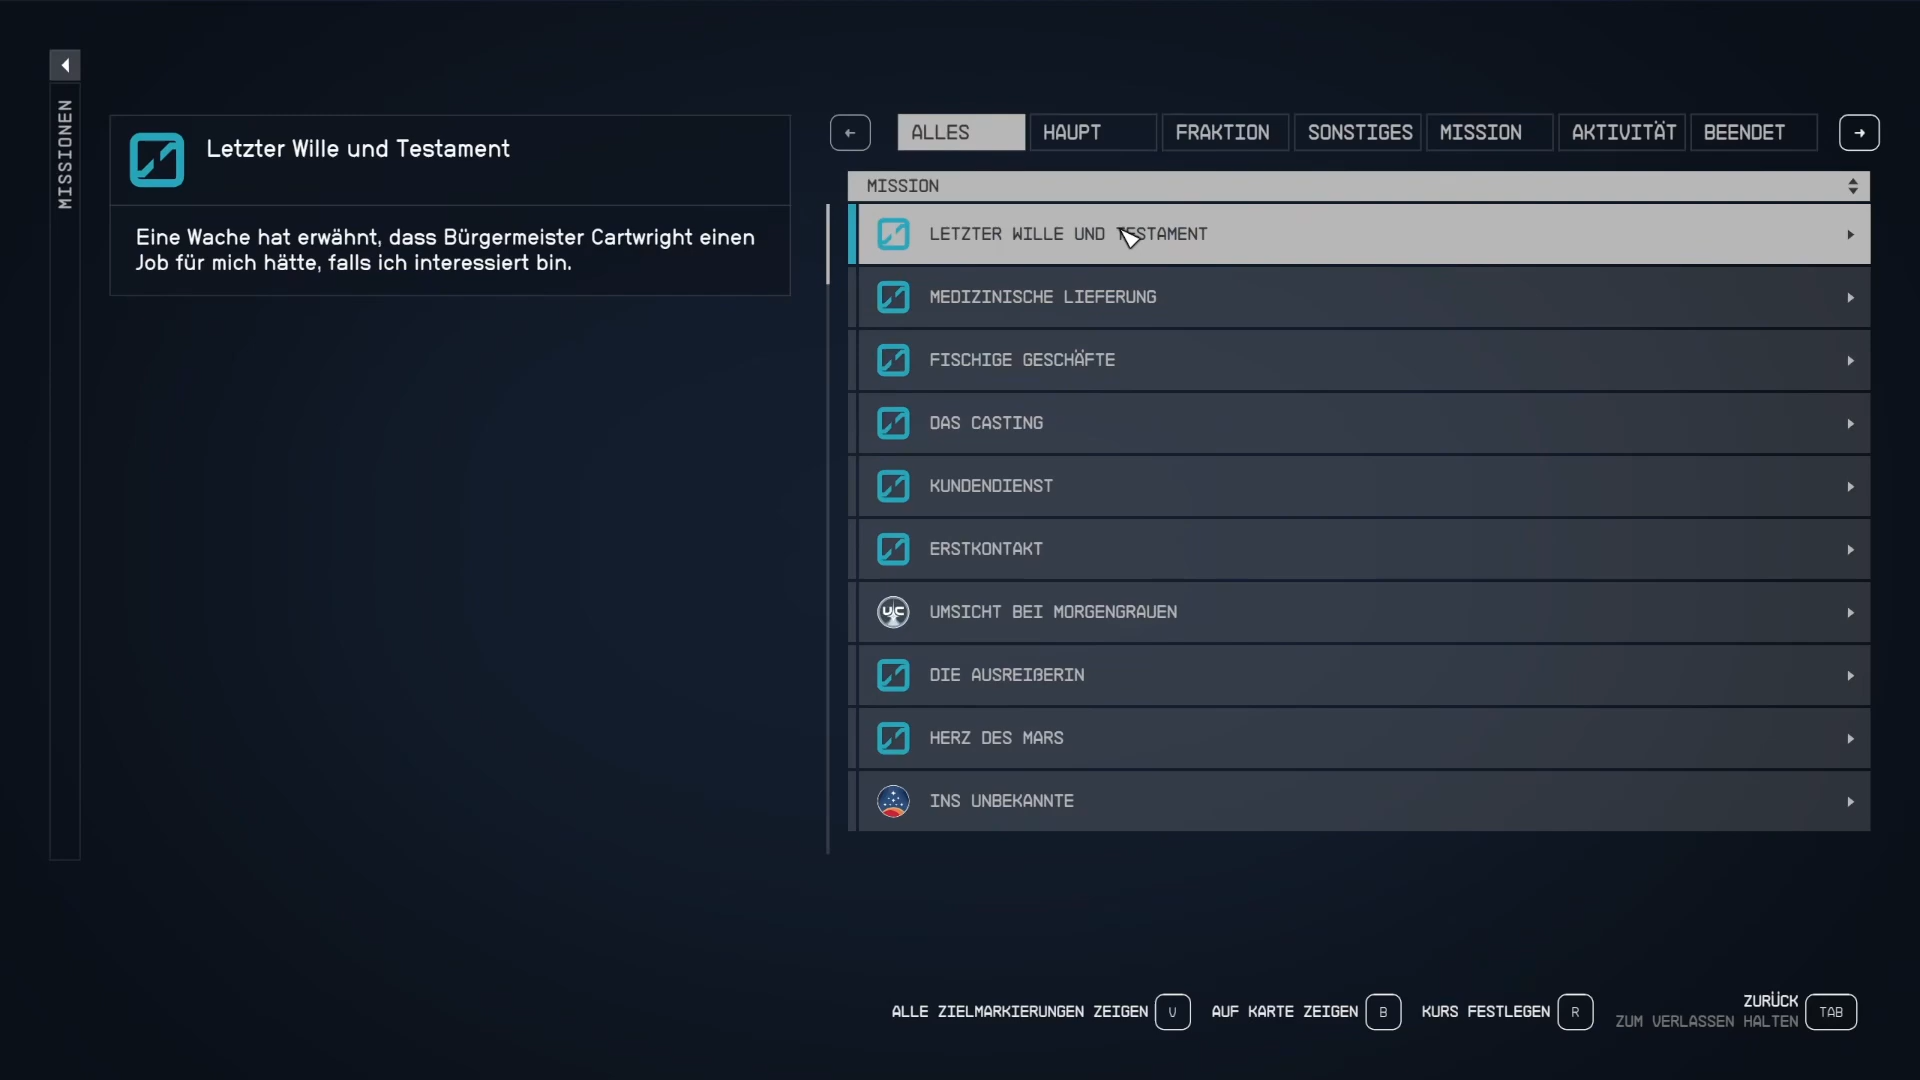 MISSIONEN
Letzter Wille und Testament
Eine Wache hat erwähnt, dass Bürgermeister Cartwright einen
Job für mich hätte, falls ich interessiert bin.
ALLES HAUPT FRAKTION SONSTIGES MISSION AKTIVITÄT BEENDET
MISSION
LETZTER WILLE UND TESTAMENT
MEDIZINISCHE LIEFERUNG
FISCHIGE GESCHÄFTE
DAS CASTING
KUNDENDIENST
ERSTKONTAKT
UC
UMSICHT BEI MORGENGRAUEN
DIE AUSREIßERIN
HERZ DES MARS
INS UNBEKANNTE
ALLE ZIELMARKIERUNGEN ZEIGEN V AUF KARTE ZEIGEN B KURS FESTLEGEN R ZURÜCK TAB
ZUM VERLASSEN HALTEN